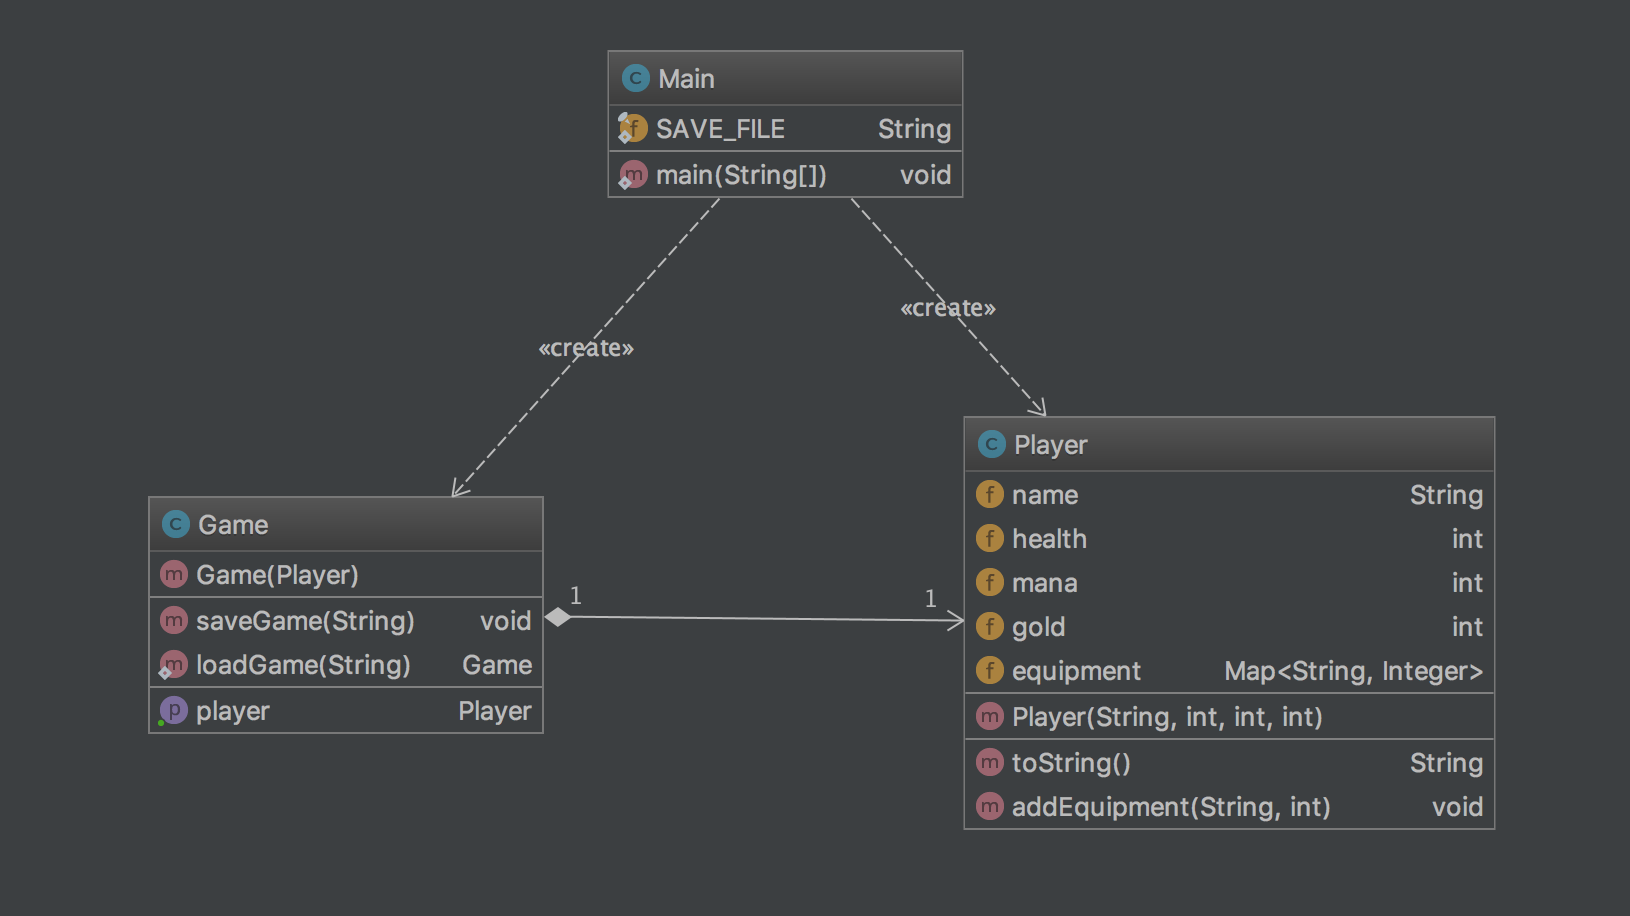 C Main
f SAVE_FILE String
m main(String[]) void
«create»
«create»
C Player
f name String
f health int
f mana int
f gold int
f equipment Map<String, Integer>
m Player(String, int, int, int)
m toString() String
m addEquipment(String, int) void
C Game
m Game(Player)
m saveGame(String) void
m loadGame(String) Game
p player Player
1
1